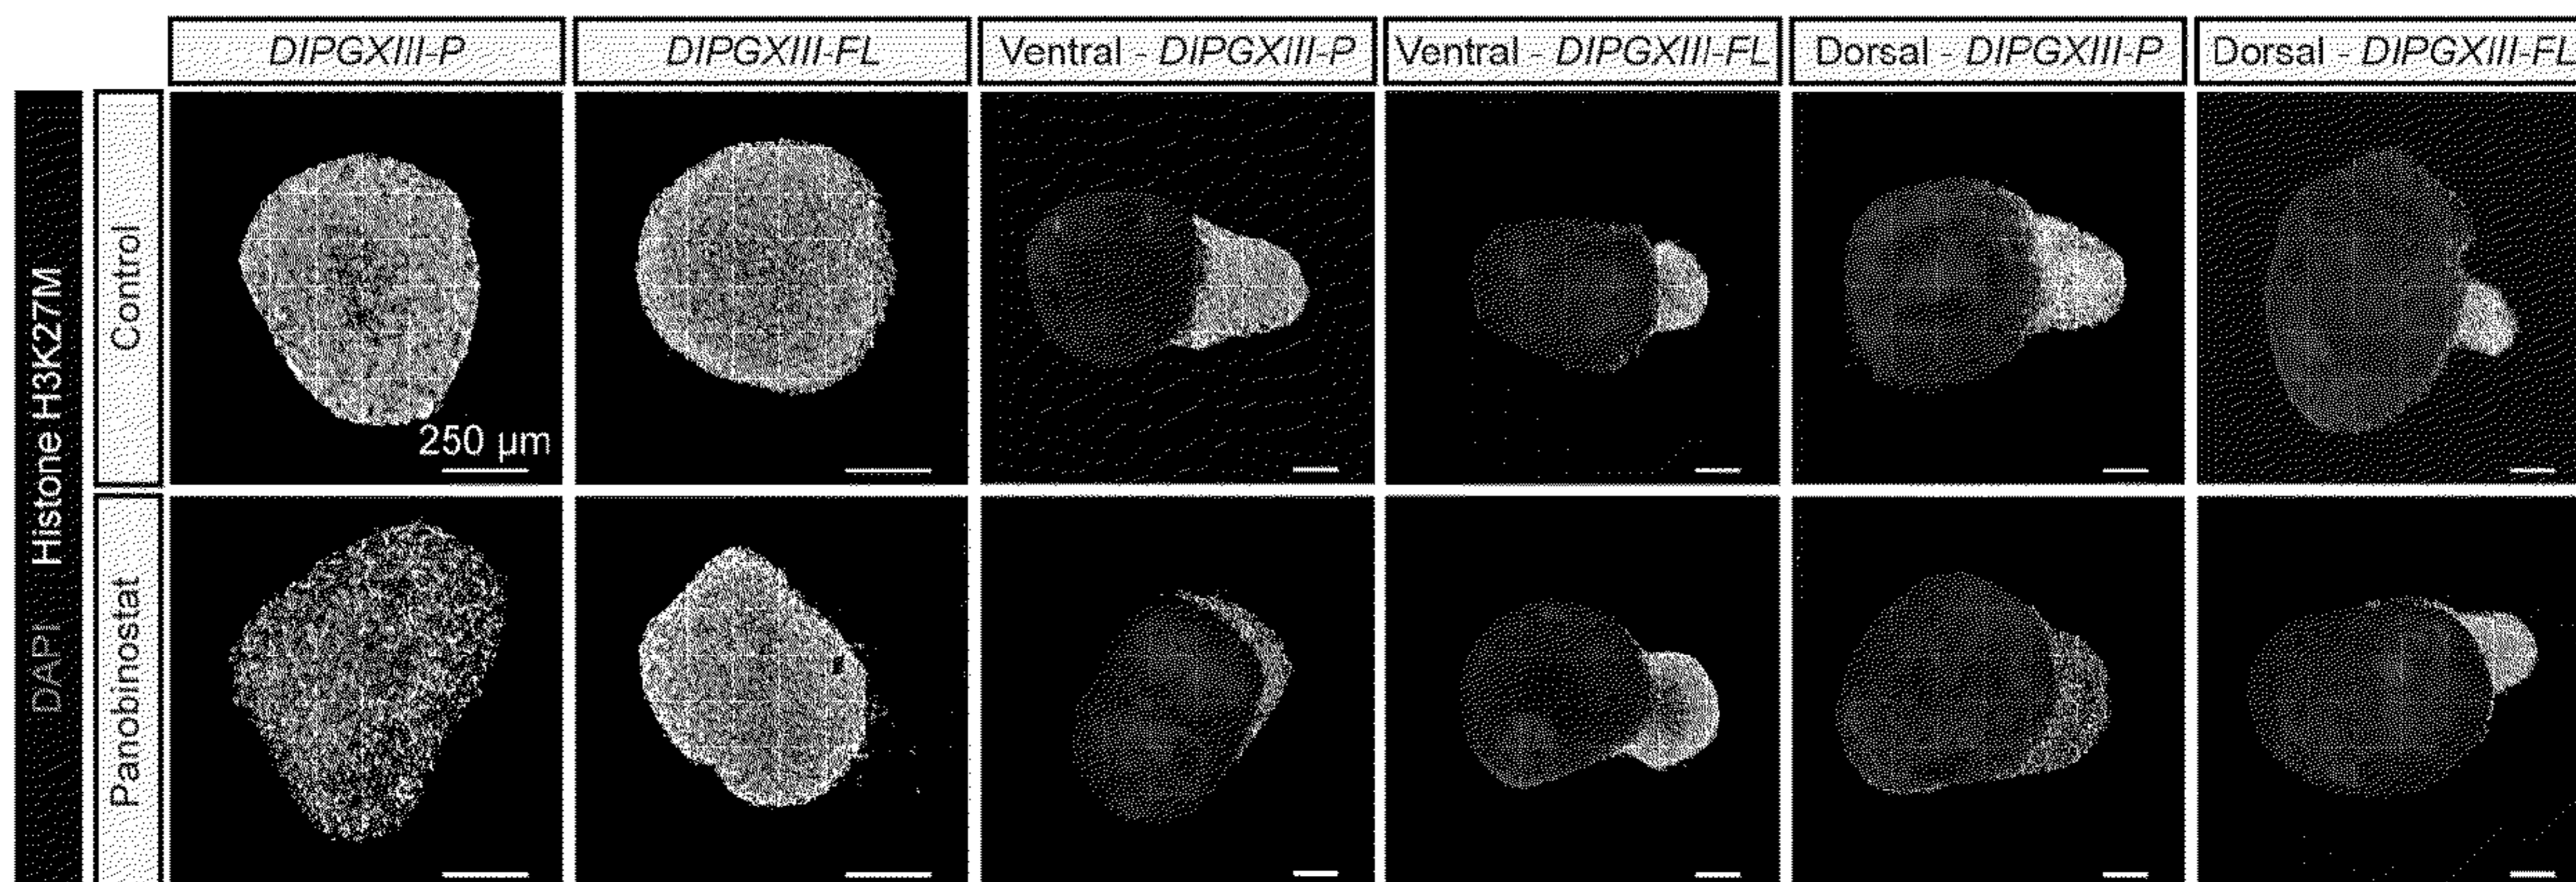 DIPGXIII-P
DIPGXIII-FL
Ventral - DIPGXIII-P
Ventral - DIPGXIII-FL
Dorsal - DIPGXIII-P
Dorsal - DIPGXIII-FL
DAPI Histone H3K27M
Control
250 µm
Panobinostat